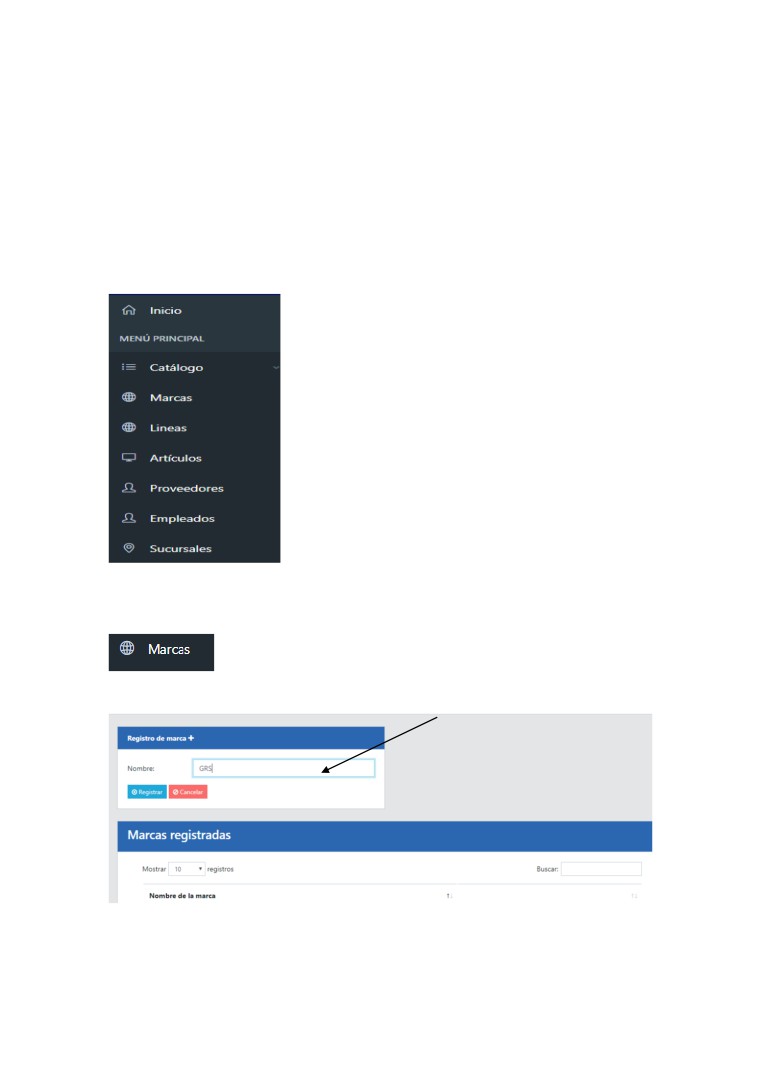 Inicio
MENÚ PRINCIPAL
Catálogo
Marcas
Lineas
Artículos
Proveedores
Empleados
Sucursales
Marcas
Registro de marca +
Nombre: GRS
Registrar Cancelar
Marcas registradas
Mostrar 10 registros Buscar:
Nombre de la marca